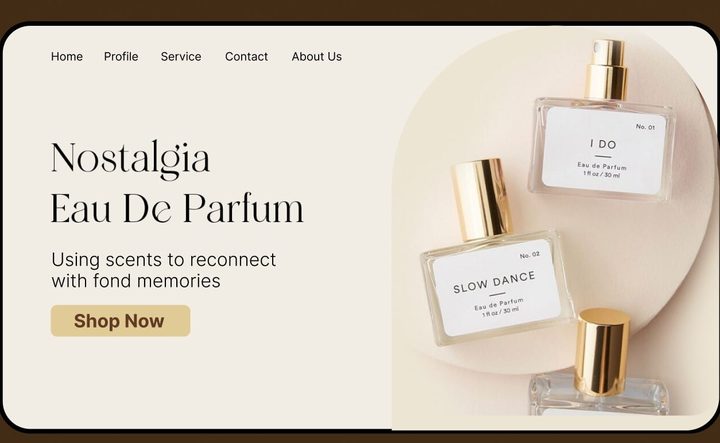 Home Profile Service Contact About Us
Nostalgia
Eau De Parfum
Using scents to reconnect
with fond memories
Shop Now
No. 01
I DO
Eau de Parfum
1 fl oz / 30 ml
No. 02
SLOW DANCE
Eau de Parfum
1 fl oz / 30 ml